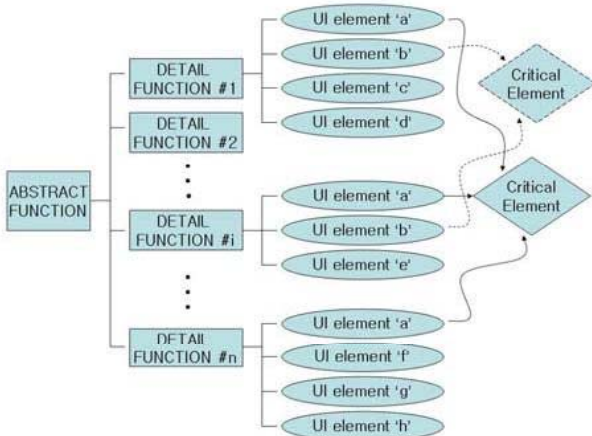 UI element 'a'
UI element 'b'
UI element 'c'
UI element 'd'
DETAIL
FUNCTION #1
DETAIL
FUNCTION #2
Critical
Element
ABSTRACT
FUNCTION
DETAIL
FUNCTION #i
UI element 'a'
UI element 'b'
UI element 'e'
Critical
Element
DETAIL
FUNCTION #n
UI element 'a'
UI element 'f'
UI element 'g'
UI element 'h'